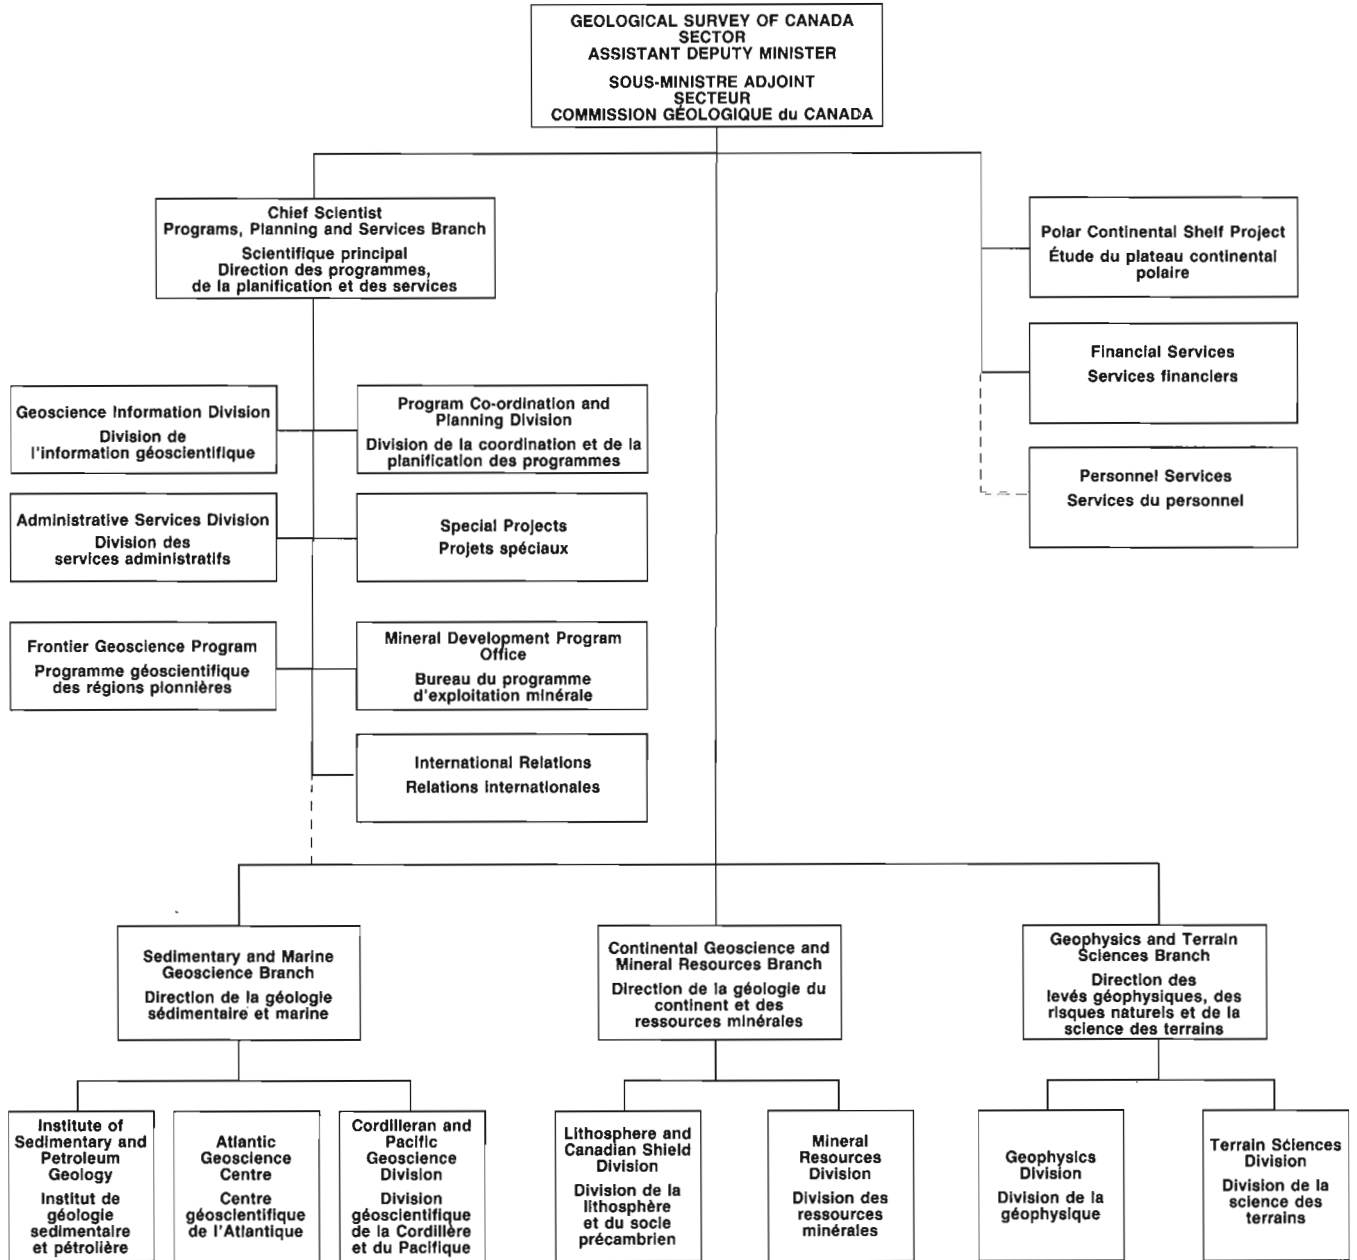 GEOLOGICAL SURVEY OF CANADA
SECTOR
ASSISTANT DEPUTY MINISTER
SOUS-MINISTRE ADJOINT
SECTEUR
COMMISSION GÉOLOGIQUE du CANADA
Chief Scientist
Programs, Planning and Services Branch
Scientifique principal
Direction des programmes,
de la planification et des services
Polar Continental Shelf Project
Étude du plateau continental
polaire
Financial Services
Services financiers
Personnel Services
Services du personnel
Geoscience Information Division
Division de
l'information géoscientifique
Program Co-ordination and
Planning Division
Division de la coordination et de la
planification des programmes
Administrative Services Division
Division des
services administratifs
Special Projects
Projets spéciaux
Frontier Geoscience Program
Programme géoscientifique
des régions pionnières
Mineral Development Program
Office
Bureau du programme
d'exploitation minérale
International Relations
Relations internationales
Sedimentary and Marine
Geoscience Branch
Direction de la géologie
sédimentaire et marine
Continental Geoscience and
Mineral Resources Branch
Direction de la géologie du
continent et des
ressources minérales
Geophysics and Terrain
Sciences Branch
Direction des
levés géophysiques, des
risques naturels et de la
science des terrains
Institute of
Sedimentary and
Petroleum
Geology
Institut de
géologie
sedimentaire
et pétrolière
Atlantic
Geoscience
Centre
Centre
géoscientifique
de l'Atlantique
Cordilleran and
Pacific
Geoscience
Division
Division
géoscientifique
de la Cordillère
et du Pacifique
Lithosphere and
Canadian Shield
Division
Division de la
lithosphère
et du socle
précambrien
Mineral
Resources
Division
Division des
ressources
minérales
Geophysics
Division
Division de la
géophysique
Terrain Sciences
Division
Division de la
science des
terrains